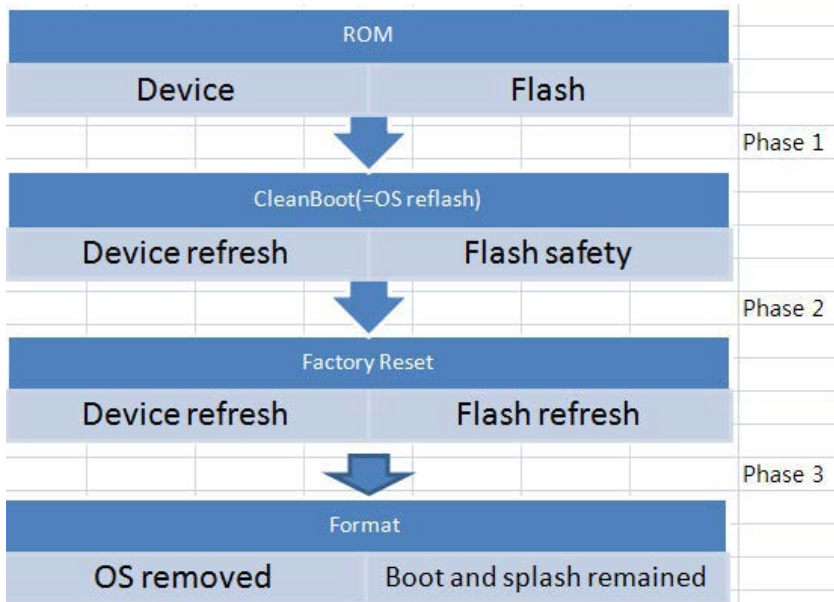 ROM
Device Flash
Phase 1
CleanBoot(=OS reflash)
Device refresh Flash safety
Phase 2
Factory Reset
Device refresh Flash refresh
Phase 3
Format
OS removed Boot and splash remained